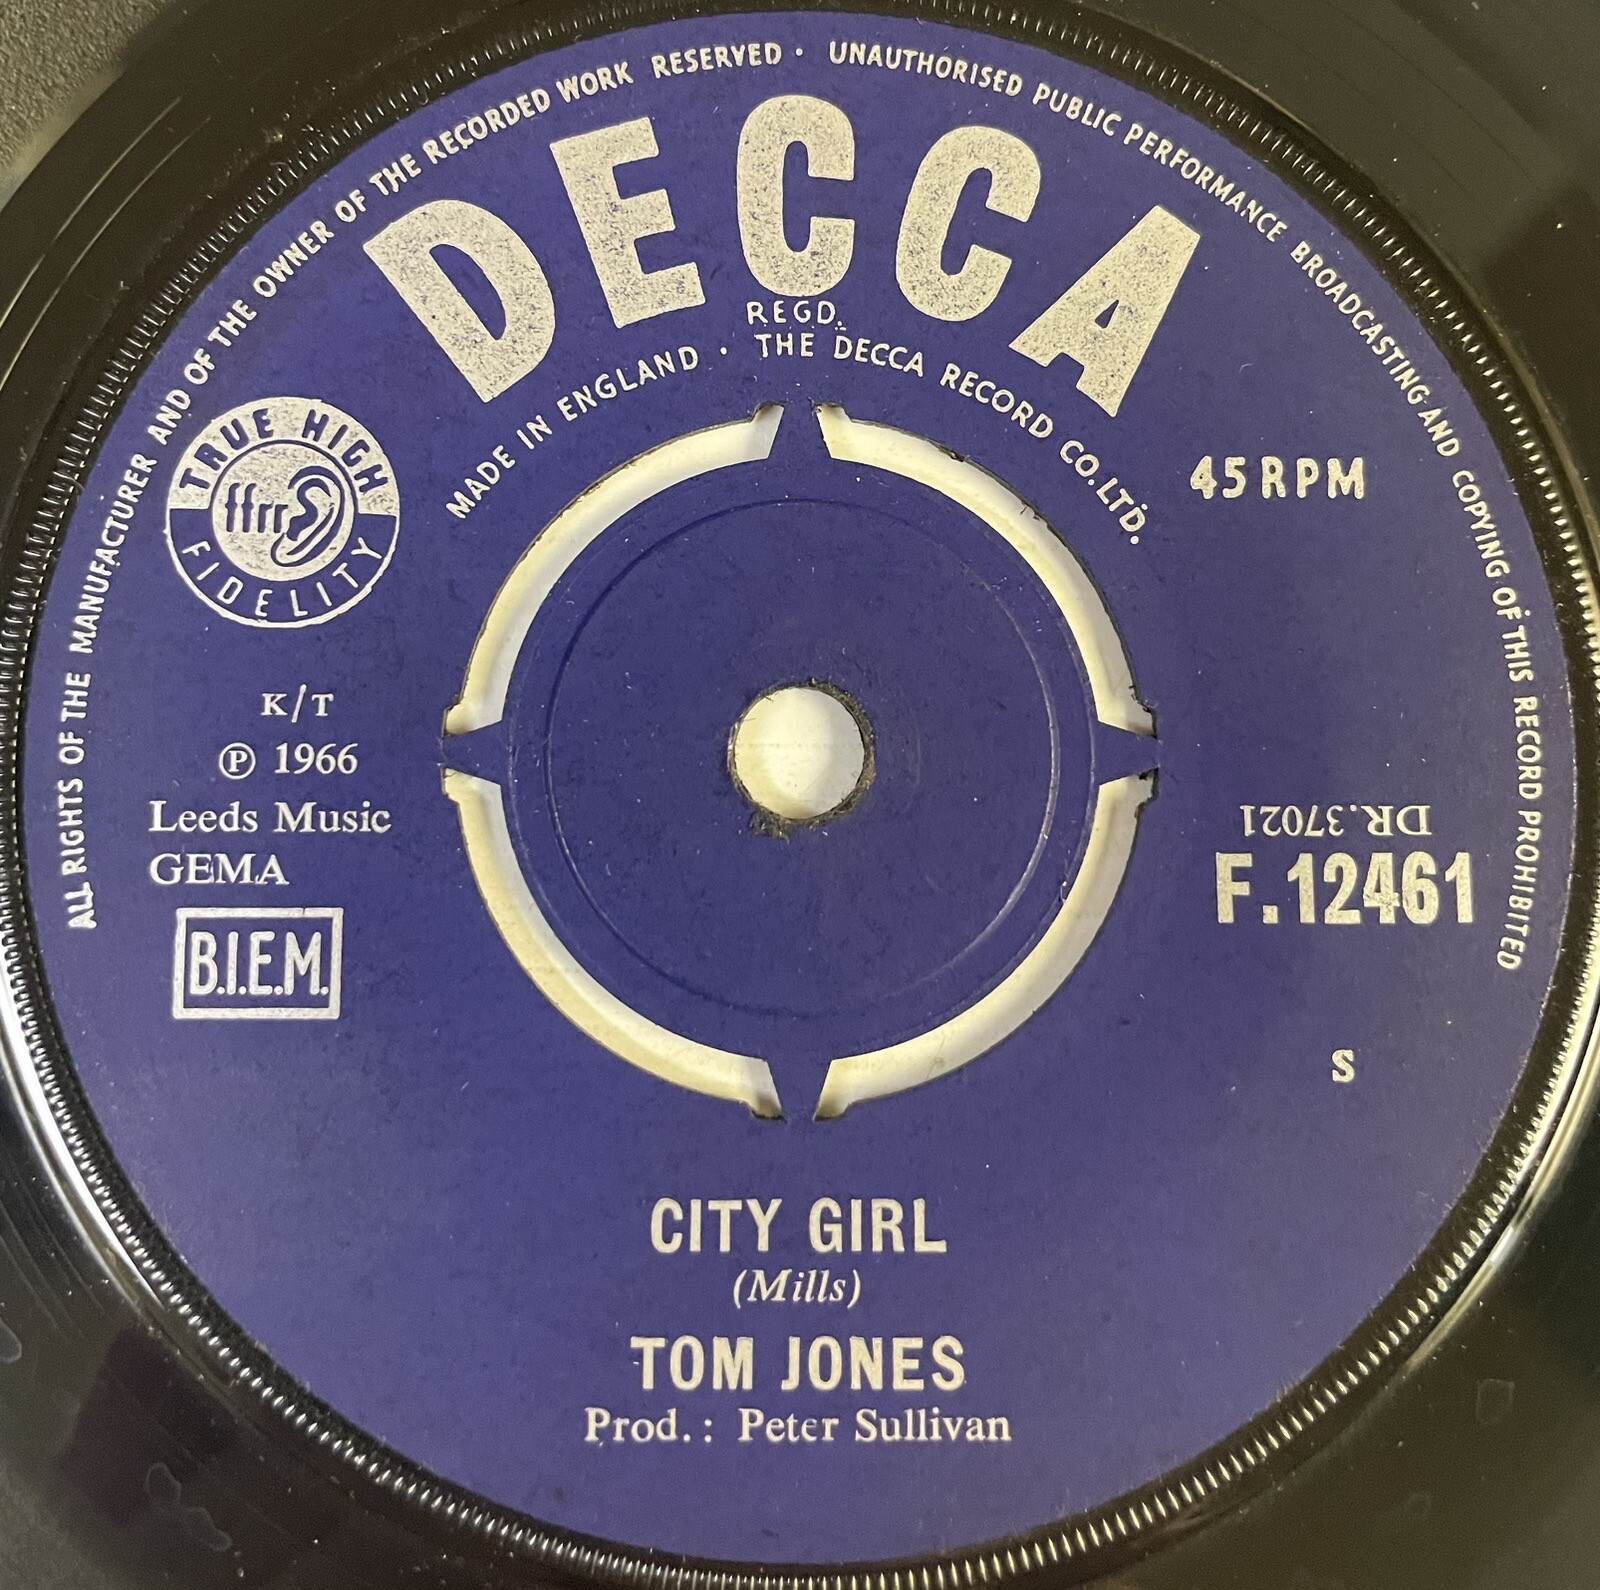 ALL RIGHTS OF THE MANUFACTURER AND OF THE OWNER OF THE RECORDED WORK RESERVED · UNAUTHORISED PUBLIC PERFORMANCE BROADCASTING AND COPYING OF THIS RECORD PROHIBITED
DECCA
REGD.
MADE IN ENGLAND · THE DECCA RECORD CO. LTD.
TRUE HIGH
ffrr
FIDELITY
45 RPM
K/T
℗ 1966
Leeds Music
GEMA
B.I.E.M.
DR.37021
F.12461
S
CITY GIRL
(Mills)
TOM JONES
Prod.: Peter Sullivan